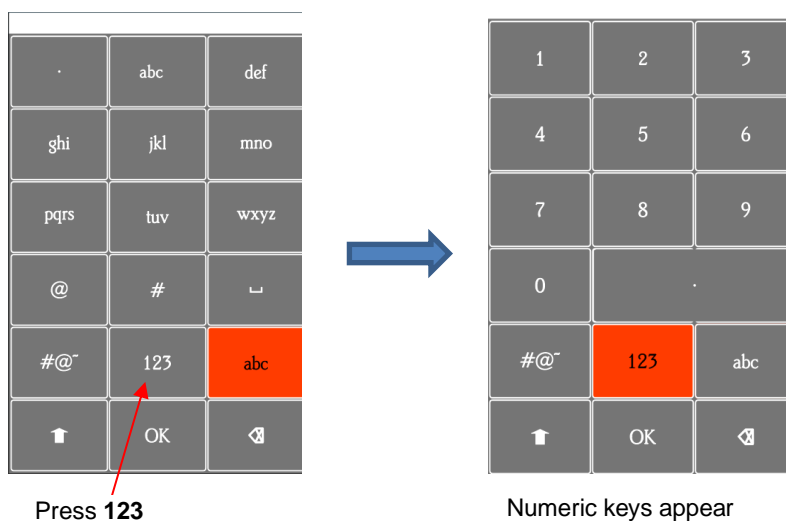 . abc def
ghi jkl mno
pqrs tuv wxyz
@ # ⌴
#@~ 123 abc
OK
Press 123
1 2 3
4 5 6
7 8 9
0 .
#@~ 123 abc
OK
Numeric keys appear